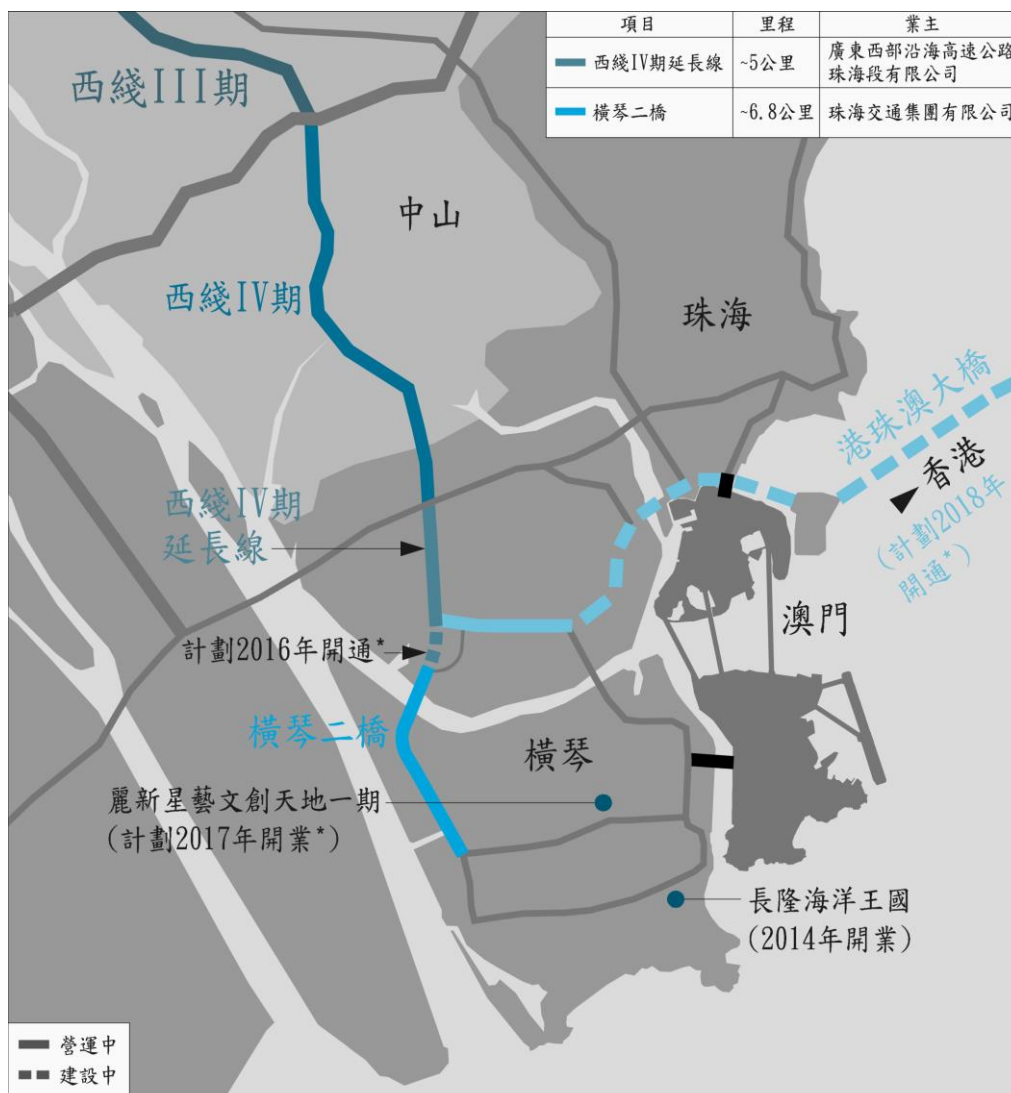 項目 里程 業主
西綫IV期延長線 ~5公里 廣東西部沿海高速公路
珠海段有限公司
橫琴二橋 ~6.8公里 珠海交通集團有限公司
西綫III期
中山
西綫IV期
珠海
港珠澳大橋
香港
(計劃2018年
開通*)
西綫IV期
延長線
澳門
計劃2016年開通*
橫琴二橋
橫琴
麗新星藝文創天地一期
(計劃2017年開業*)
長隆海洋王國
(2014年開業)
營運中
建設中